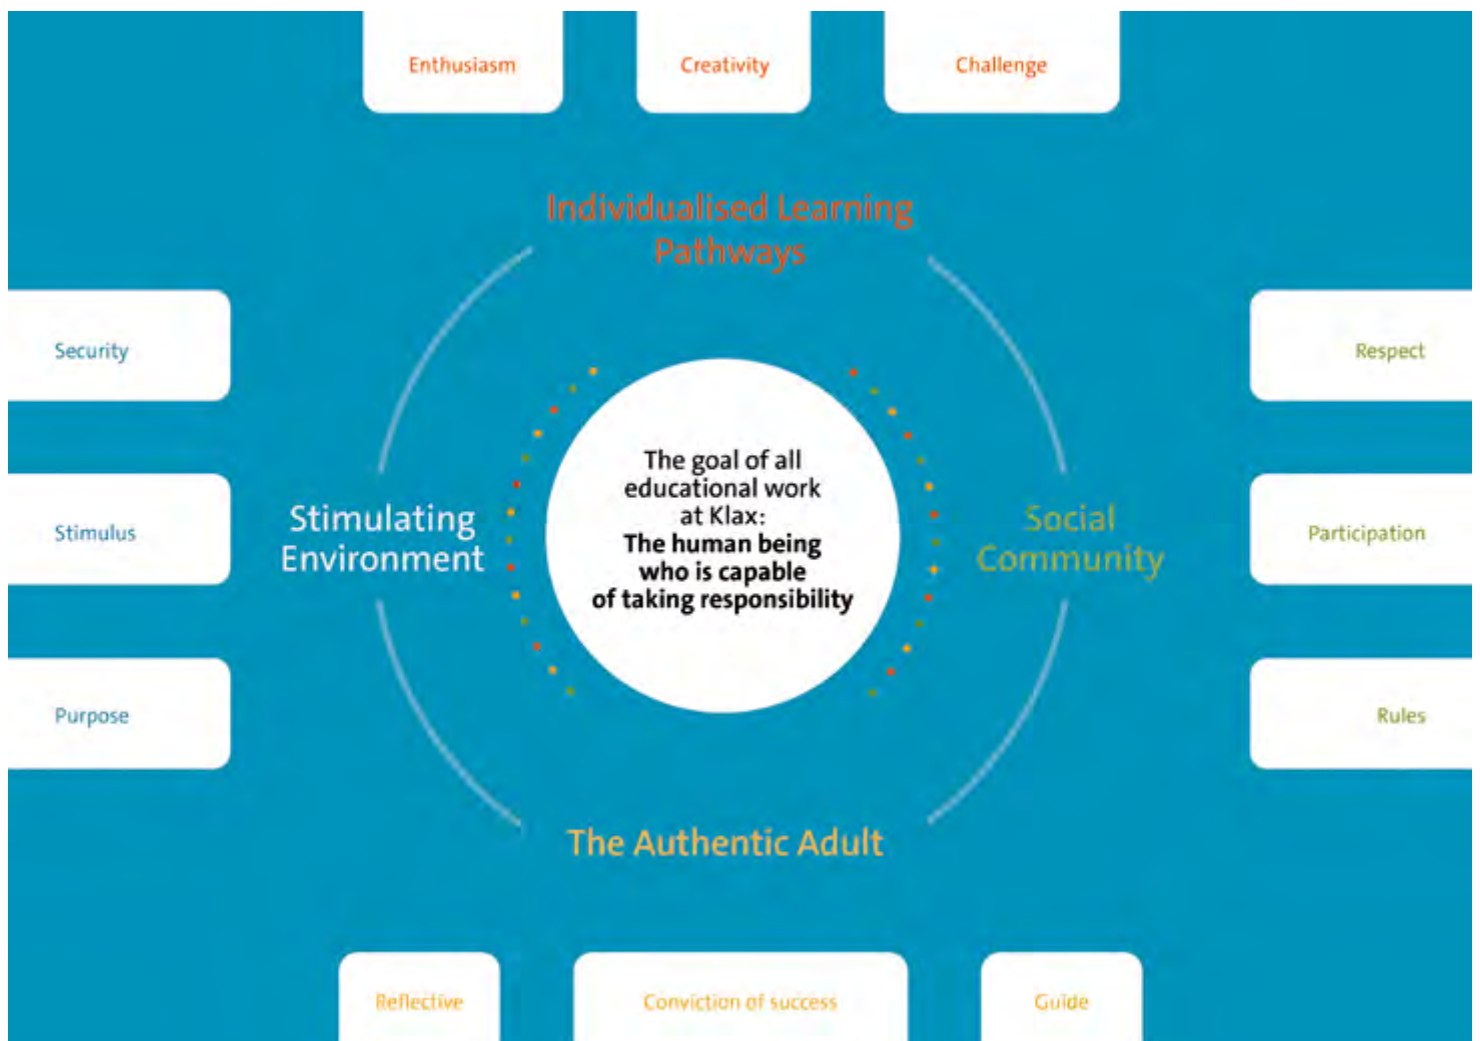 Enthusiasm
Creativity
Challenge
Individualised Learning
Pathways
Security
Stimulus
Purpose
Stimulating
Environment
The goal of all
educational work
at Klax:
The human being
who is capable
of taking responsibility
Social
Community
Respect
Participation
Rules
The Authentic Adult
Reflective
Conviction of success
Guide